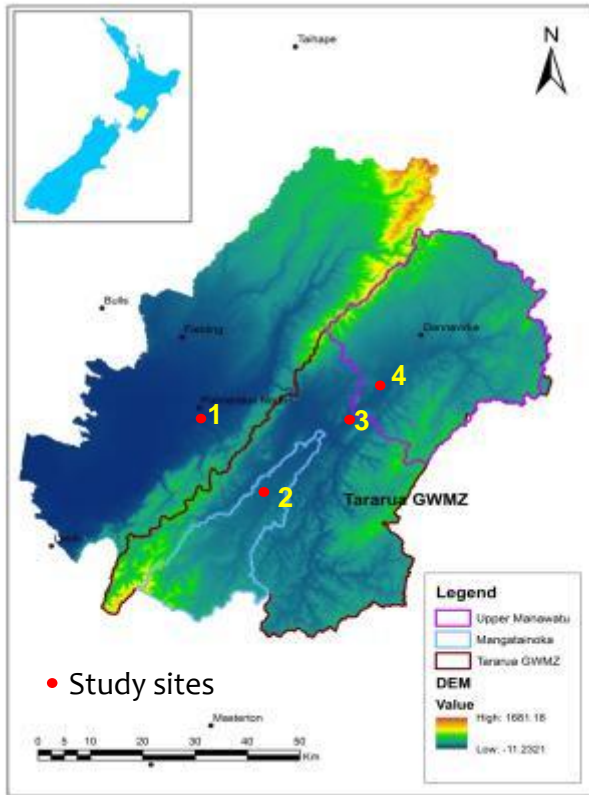 Taihape
N
Bulls
Feilding
Dannevirke
4
1
3
2
Tararua GWMZ
Legend
Upper Manawatu
Mangatainoka
Tararua GWMZ
DEM
Value
High: 1681.18
Low: -11.2321
• Study sites
Masterton
0 5 10 20 30 40 50
Km